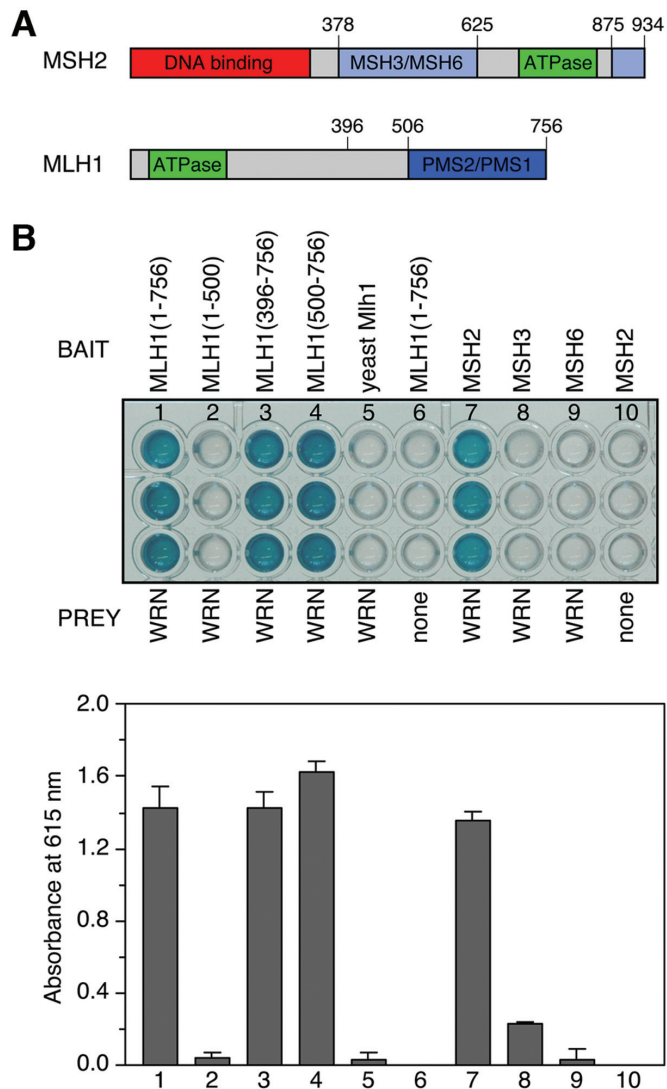 A
378 625 875 934
MSH2 DNA binding MSH3/MSH6 ATPase
396 506 756
MLH1 ATPase PMS2/PMS1
B
BAIT MLH1(1-756) MLH1(1-500) MLH1(396-756) MLH1(500-756) yeast Mlh1 MLH1(1-756) MSH2 MSH3 MSH6 MSH2
1 2 3 4 5 6 7 8 9 10
PREY WRN WRN WRN WRN WRN none WRN WRN WRN none
Absorbance at 615 nm
2.0
1.6
1.2
0.8
0.4
0.0
1 2 3 4 5 6 7 8 9 10